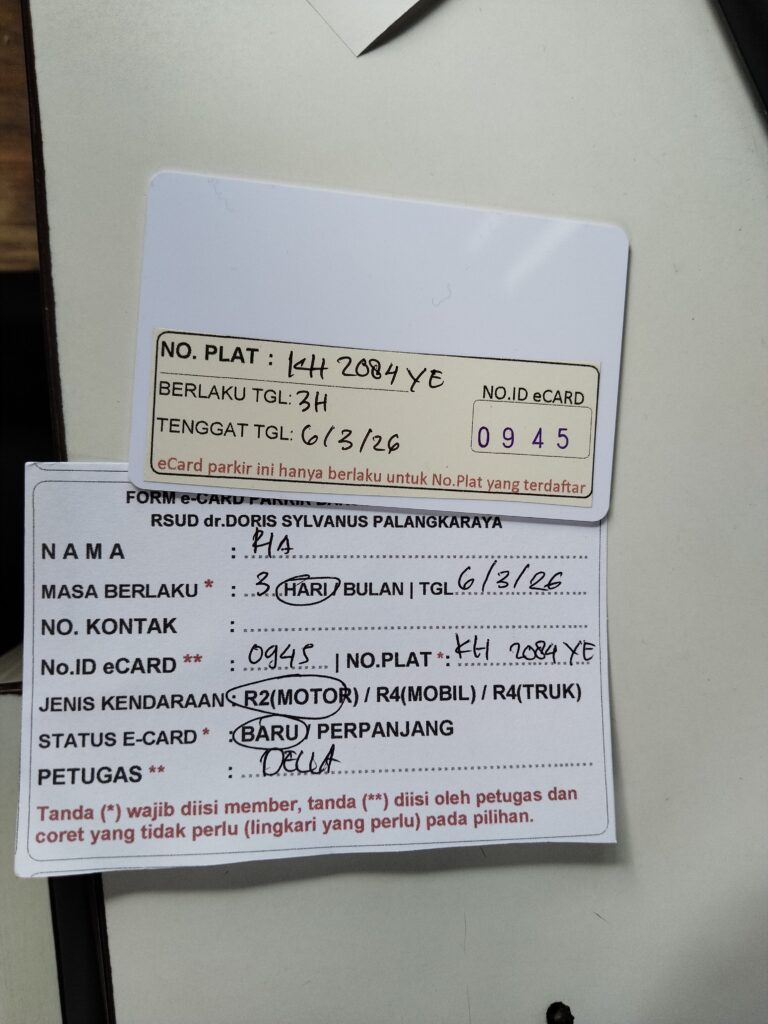 NO. PLAT : KH 2084 YE
BERLAKU TGL: 3H
NO.ID eCARD
TENGGAT TGL: 6/3/26
0945
eCard parkir ini hanya berlaku untuk No.Plat yang terdaftar
FORM e-CARD PARKIR
RSUD dr.DORIS SYLVANUS PALANGKARAYA
NAMA :
MASA BERLAKU * : 3 HARI / BULAN | TGL 6/3/26
NO. KONTAK :
No.ID eCARD ** : 0945 | NO.PLAT *: KH 2084 YE
JENIS KENDARAAN : R2(MOTOR) / R4(MOBIL) / R4(TRUK)
STATUS E-CARD * : BARU / PERPANJANG
PETUGAS ** : DELLA
Tanda (*) wajib diisi member, tanda (**) diisi oleh petugas dan
coret yang tidak perlu (lingkari yang perlu) pada pilihan.